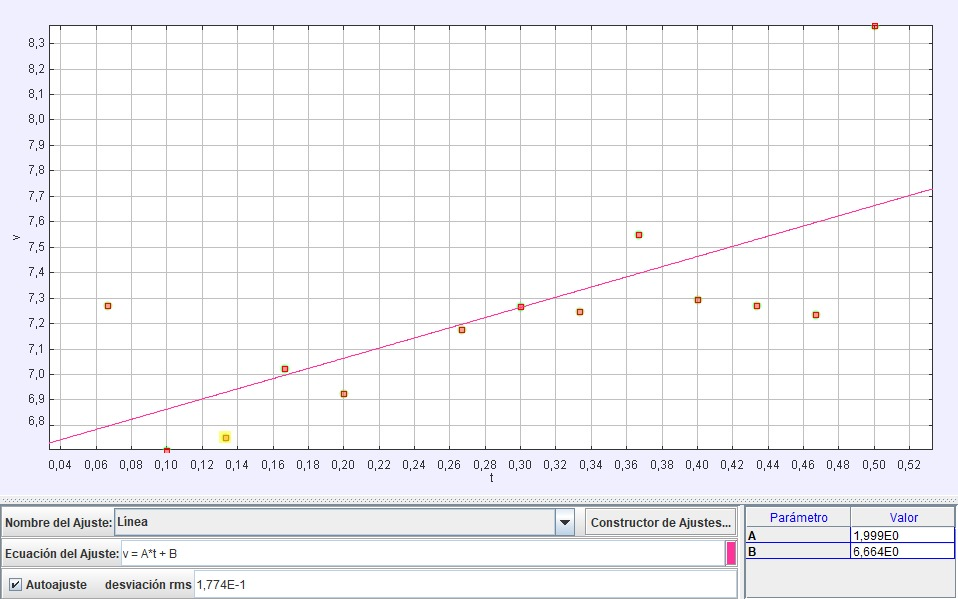 8,3
8,2
8,1
8,0
7,9
7,8
7,7
7,6
7,5
7,4
7,3
7,2
7,1
7,0
6,9
6,8
v
0,04 0,06 0,08 0,10 0,12 0,14 0,16 0,18 0,20 0,22 0,24 0,26 0,28 0,30 0,32 0,34 0,36 0,38 0,40 0,42 0,44 0,46 0,48 0,50 0,52
t
Nombre del Ajuste: Línea Constructor de Ajustes...
Ecuación del Ajuste: v = A*t + B
Autoajuste desviación rms 1,774E-1
Parámetro Valor
A 1,999E0
B 6,664E0